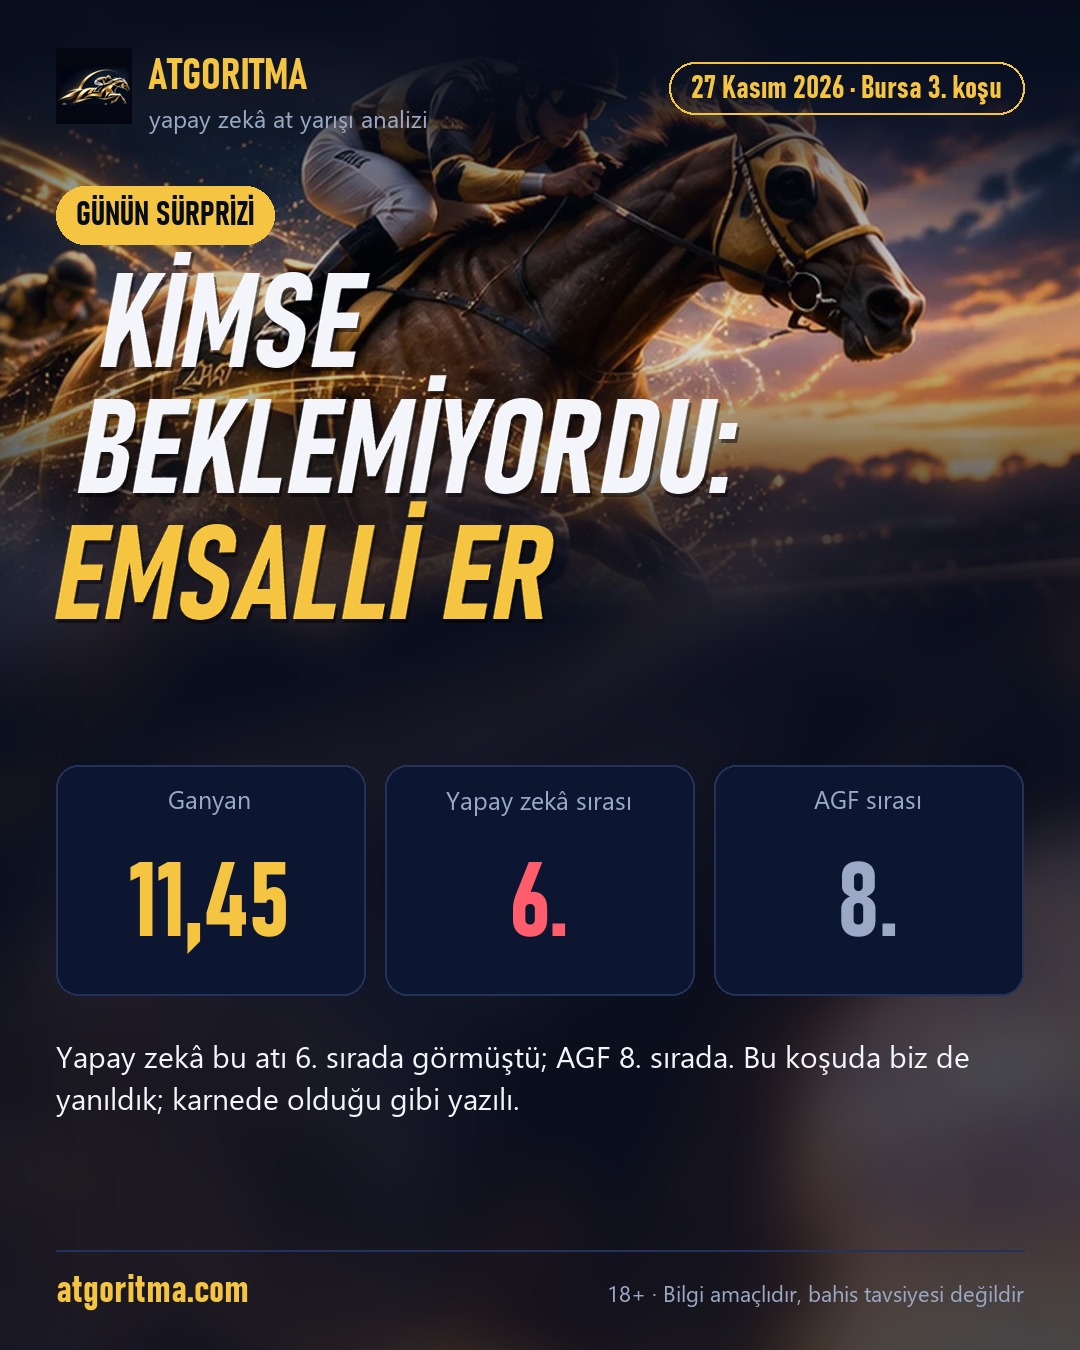 ATGORITMA
yapay zekâ at yarışı analizi
27 Kasım 2026 · Bursa 3. koşu
GÜNÜN SÜRPRİZİ
KİMSE
BEKLEMİYORDU:
EMSALLİ ER
Ganyan
11,45
Yapay zekâ sırası
6.
AGF sırası
8.
Yapay zekâ bu atı 6. sırada görmüştü; AGF 8. sırada. Bu koşuda biz de
yanıldık; karnede olduğu gibi yazılı.
atgoritma.com
18+ · Bilgi amaçlıdır, bahis tavsiyesi değildir